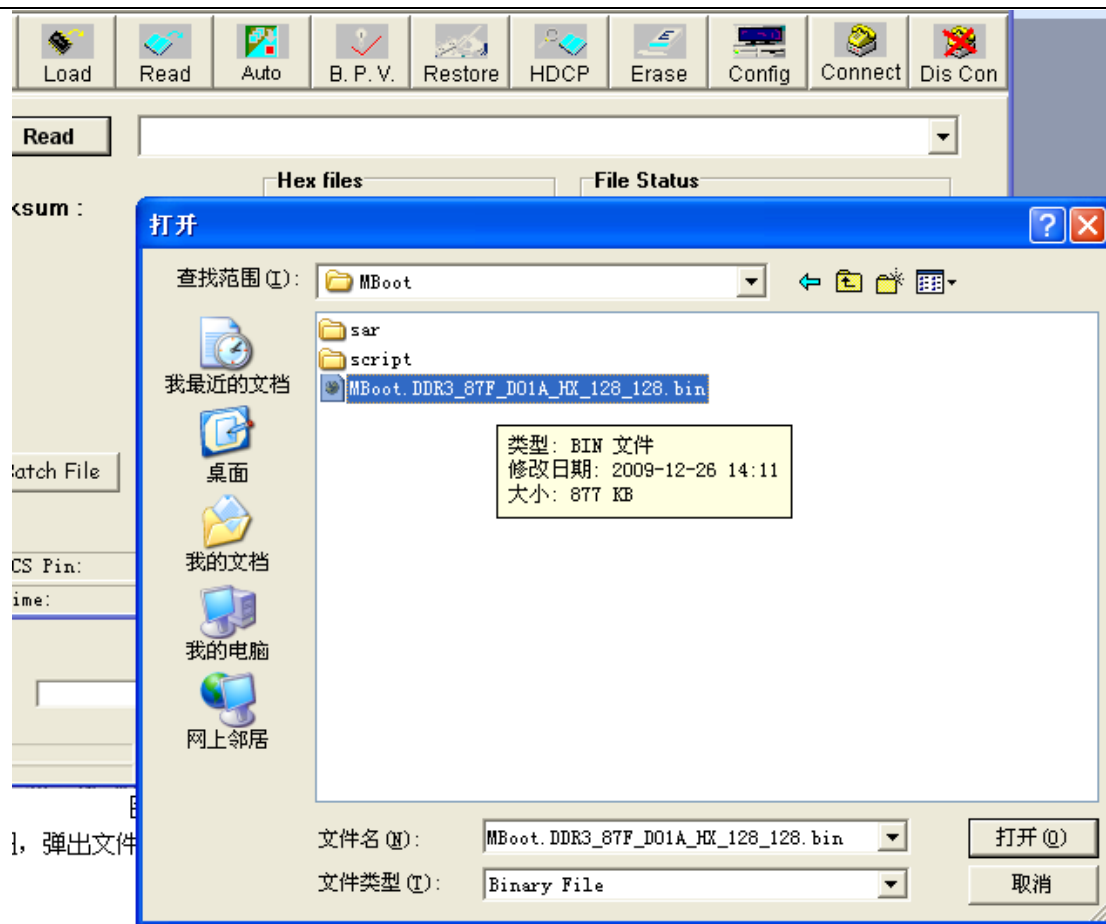 Load Read Auto B. P. V. Restore HDCP Erase Config Connect Dis Con
Read
Hex files File Status
ksum :
打开
查找范围(I): MBoot
sar
script
MBoot.DDR3_87F_D01A_HX_128_128.bin
类型: BIN 文件
修改日期: 2009-12-26 14:11
大小: 877 KB
我最近的文档
桌面
我的文档
我的电脑
网上邻居
Batch File
CS Pin:
ime:
文件名(N): MBoot.DDR3_87F_D01A_HX_128_128.bin 打开(O)
文件类型(T): Binary File 取消
，弹出文件